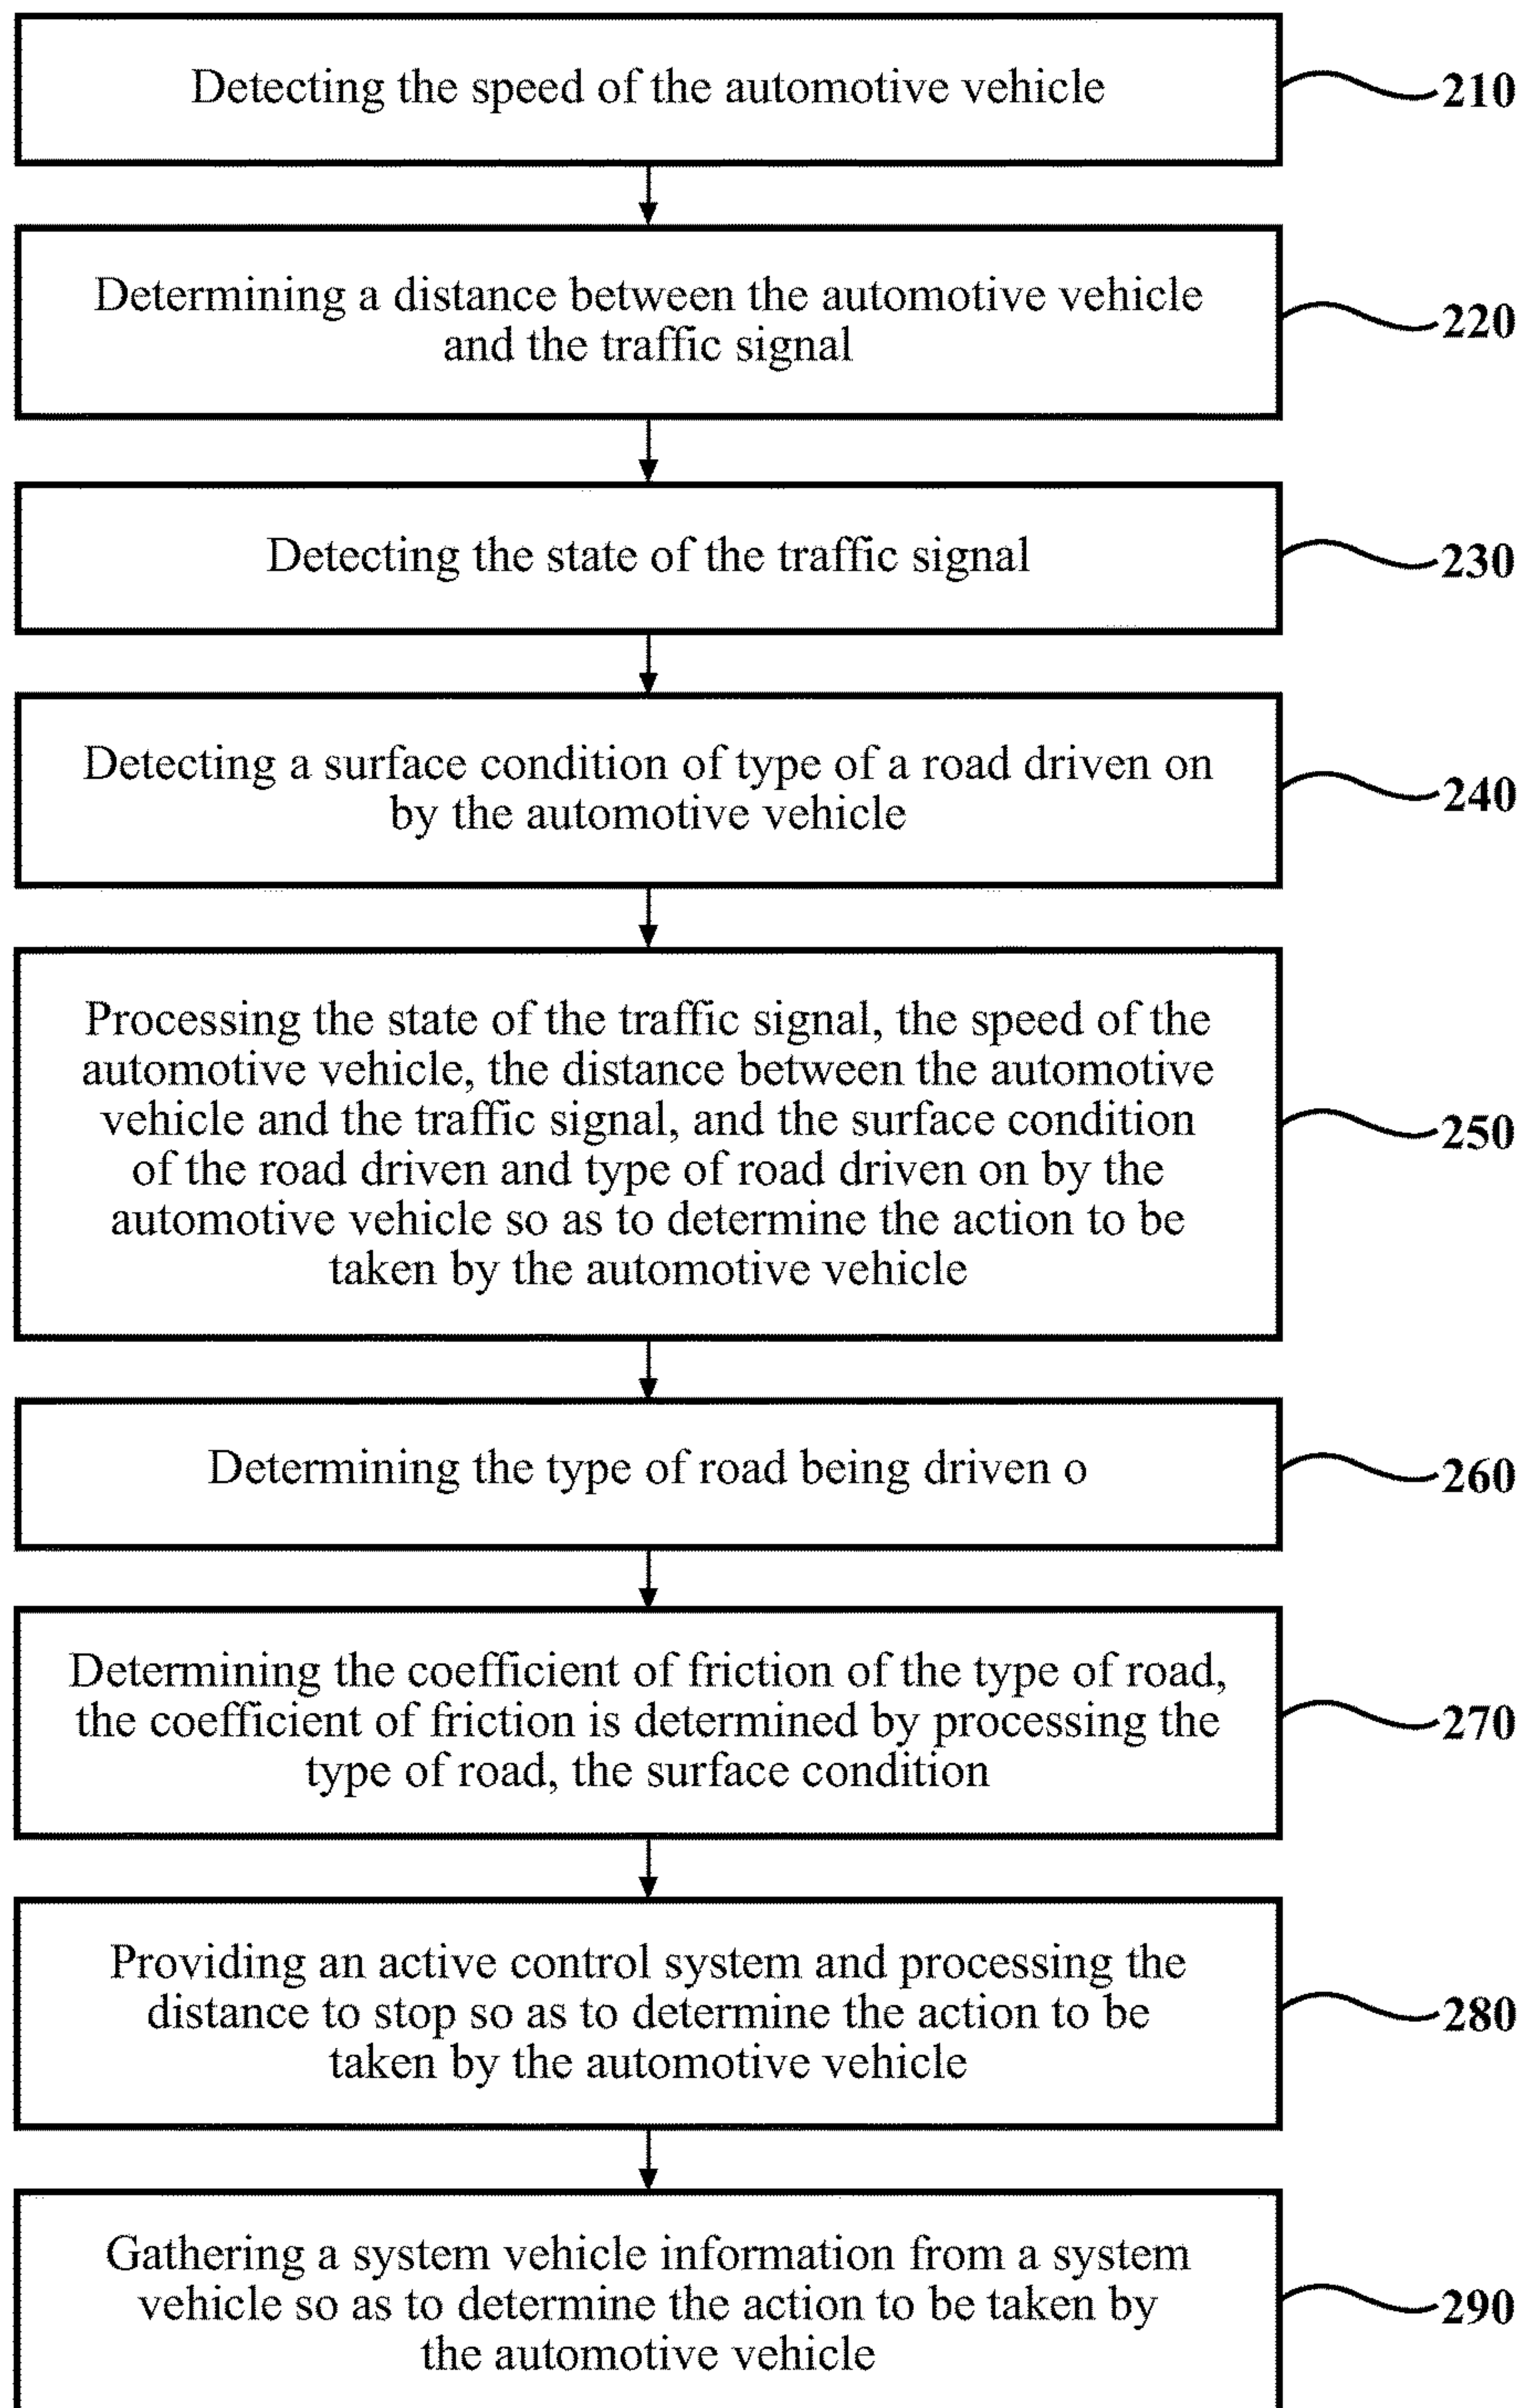 Detecting the speed of the automotive vehicle
210
Determining a distance between the automotive vehicle
and the traffic signal
220
Detecting the state of the traffic signal
230
Detecting a surface condition of type of a road driven on
by the automotive vehicle
240
Processing the state of the traffic signal, the speed of the
automotive vehicle, the distance between the automotive
vehicle and the traffic signal, and the surface condition
of the road driven and type of road driven on by the
automotive vehicle so as to determine the action to be
taken by the automotive vehicle
250
Determining the type of road being driven o
260
Determining the coefficient of friction of the type of road,
the coefficient of friction is determined by processing the
type of road, the surface condition
270
Providing an active control system and processing the
distance to stop so as to determine the action to be
taken by the automotive vehicle
280
Gathering a system vehicle information from a system
vehicle so as to determine the action to be taken by
the automotive vehicle
290